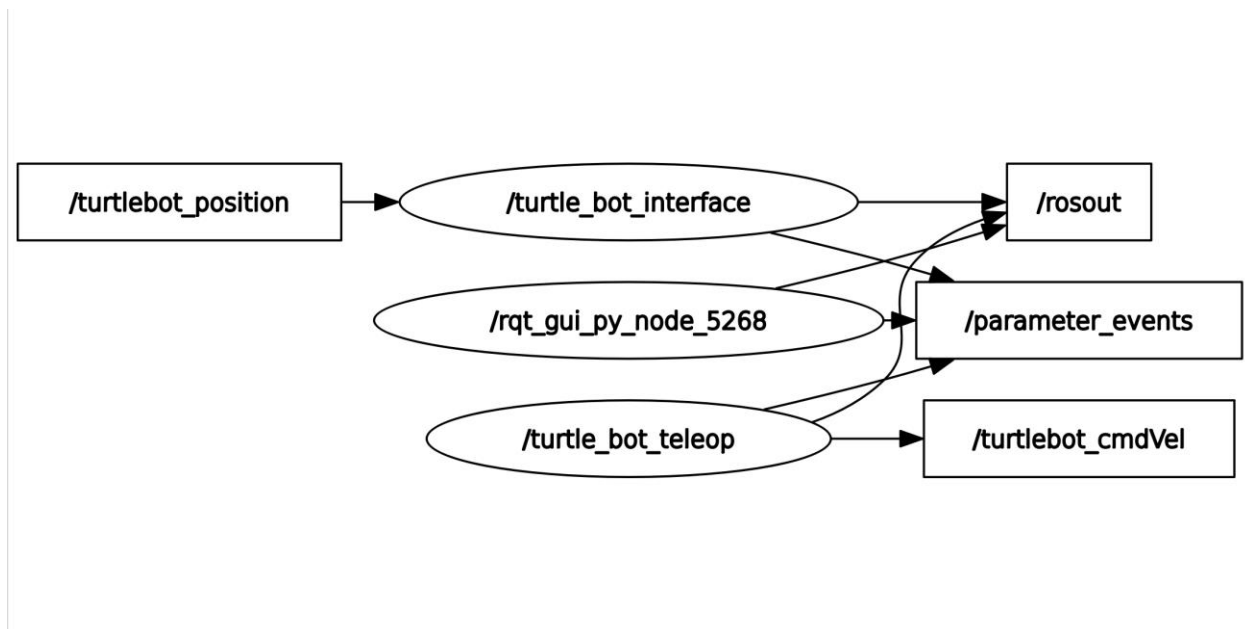 /turtlebot_position
/turtle_bot_interface
/rosout
/rqt_gui_py_node_5268
/parameter_events
/turtle_bot_teleop
/turtlebot_cmdVel